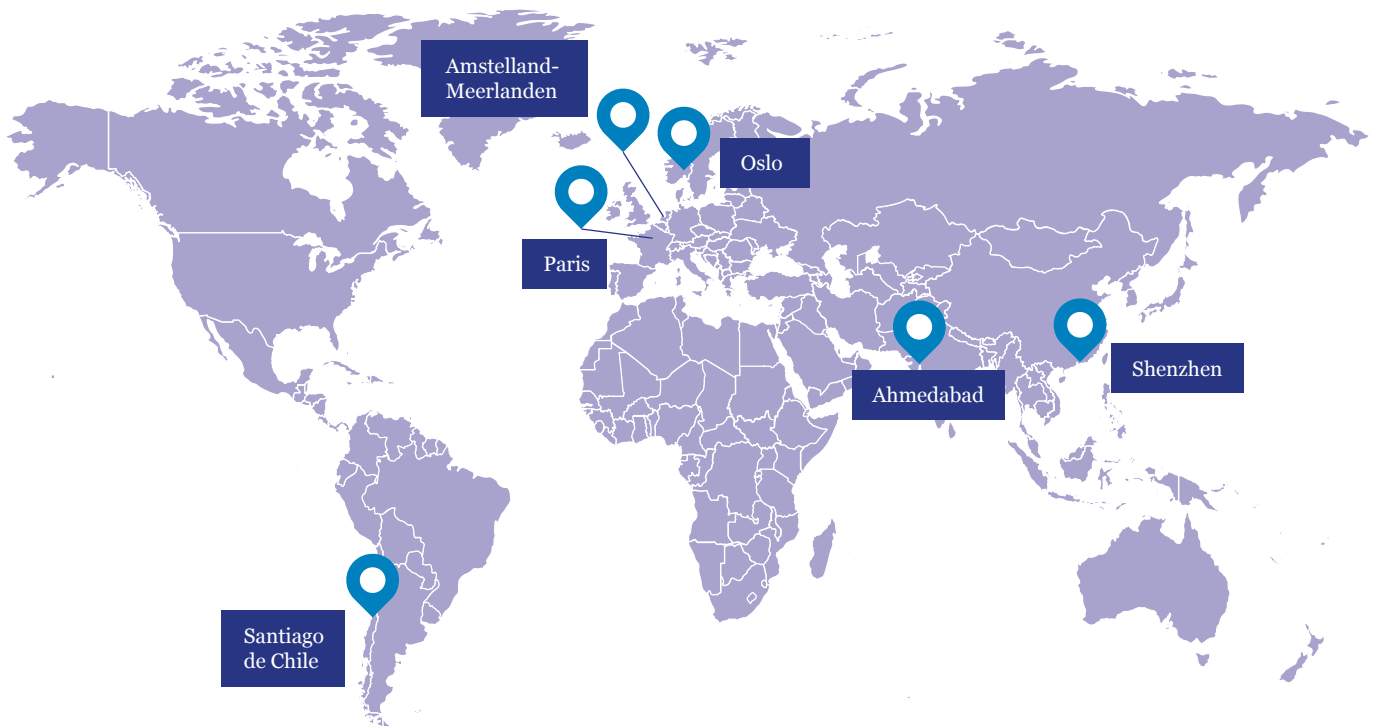 Amstelland-
Meerlanden
Oslo
Paris
Shenzhen
Ahmedabad
Santiago
de Chile